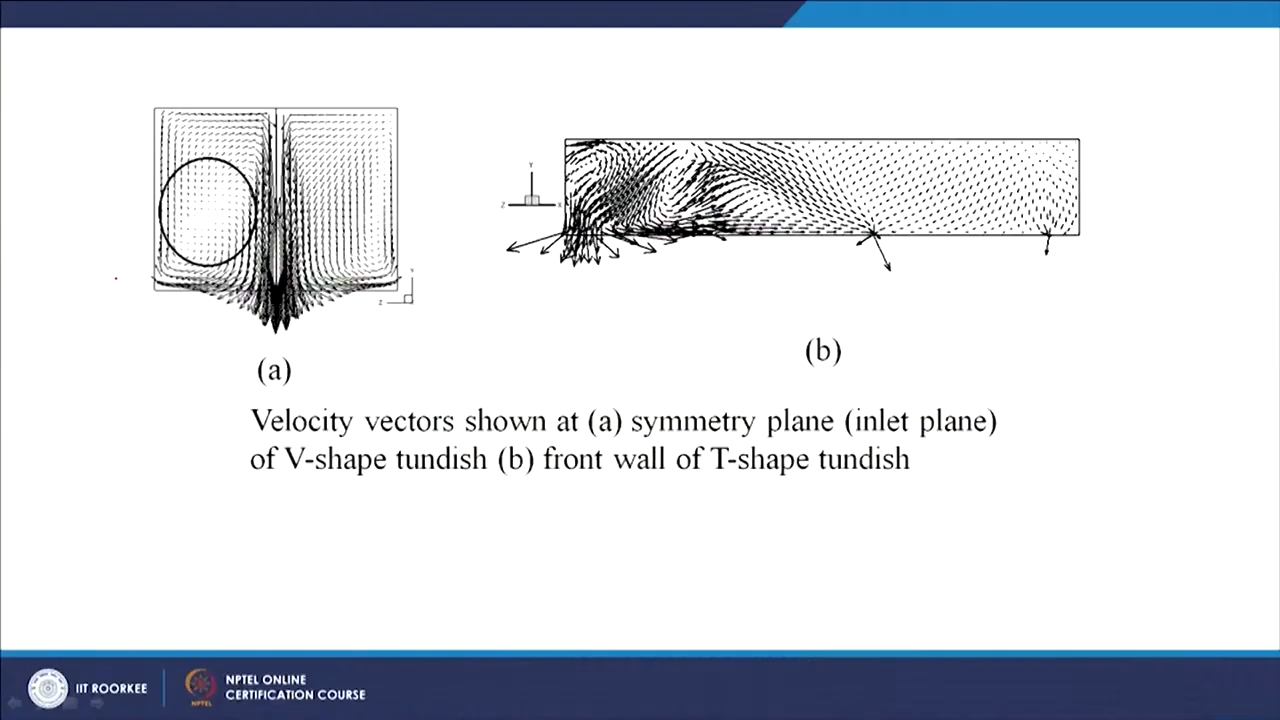 Y
Z
X
Y
Z
(a)
(b)
Velocity vectors shown at (a) symmetry plane (inlet plane)
of V-shape tundish (b) front wall of T-shape tundish
IIT ROORKEE
NPTEL
NPTEL ONLINE
CERTIFICATION COURSE